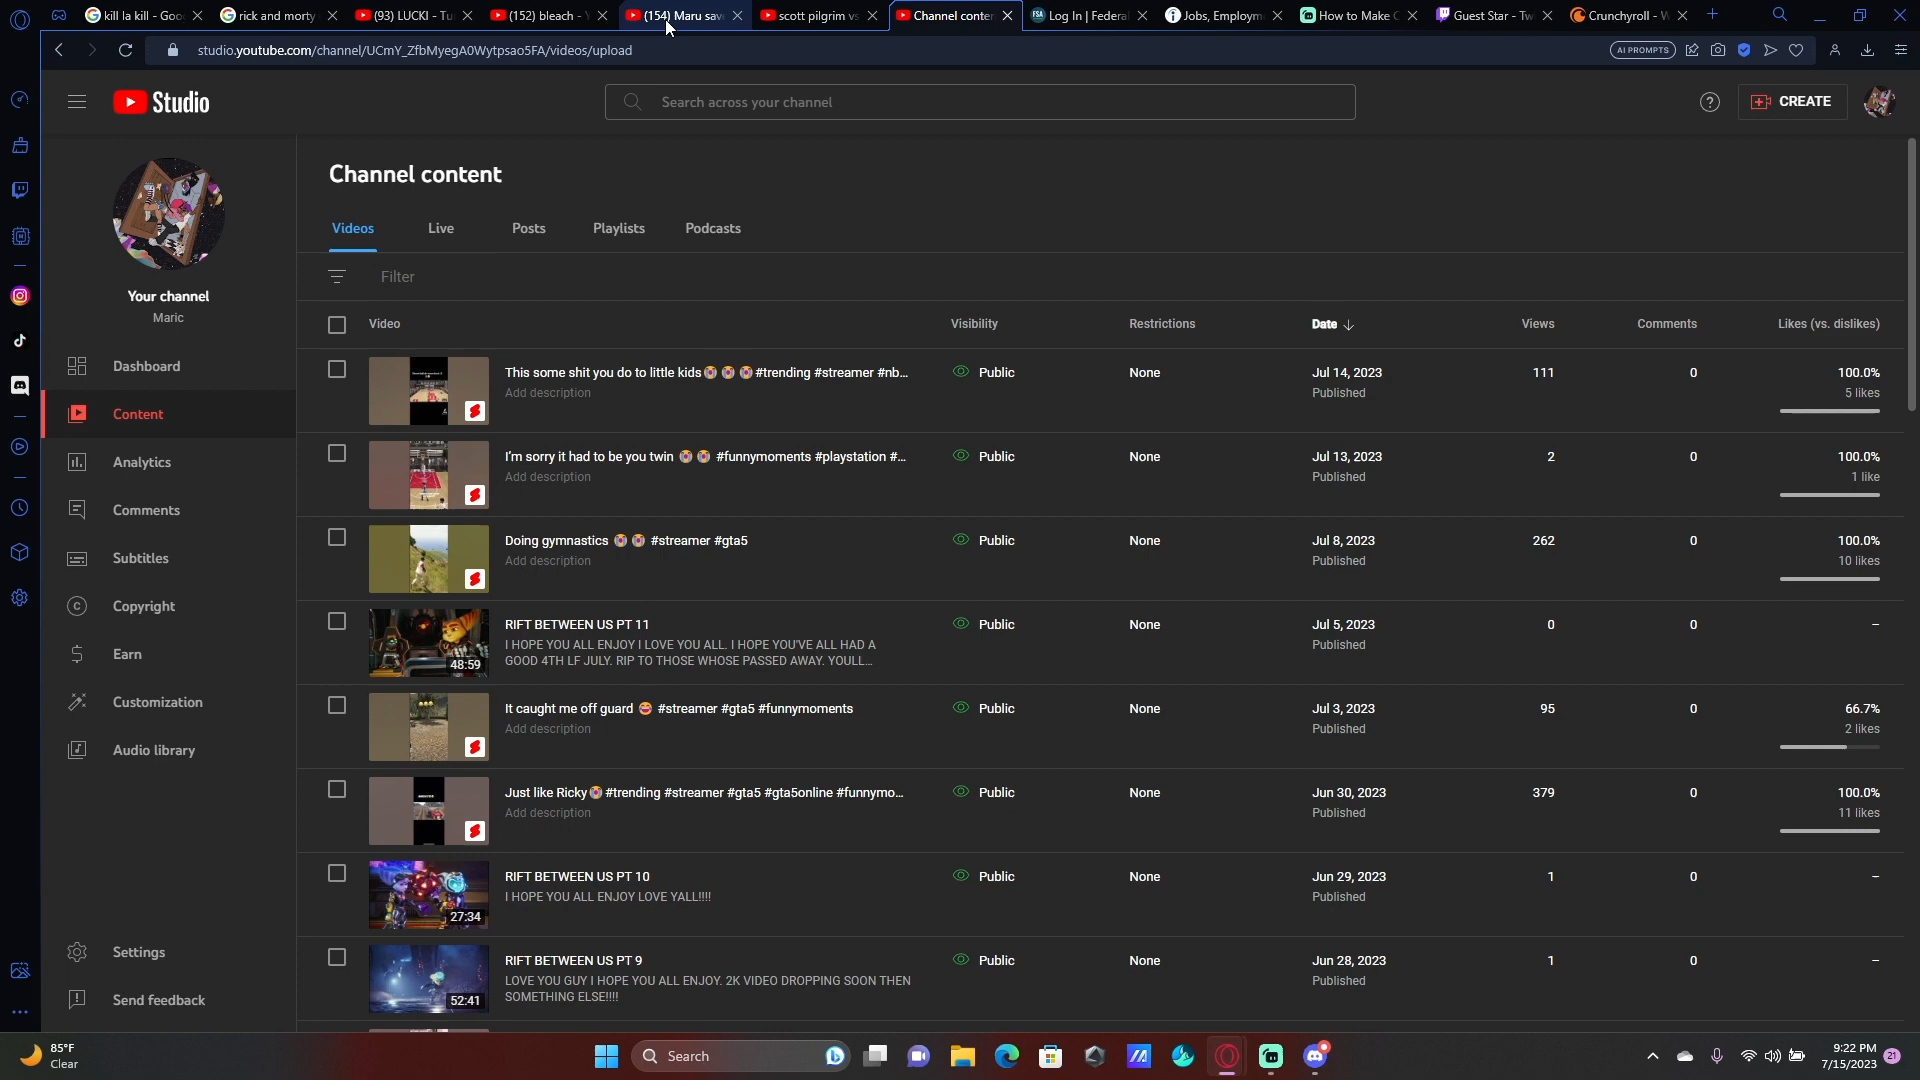 kill la kill - Goo
rick and morty
(93) LUCKI - Tu
(152) bleach - Y
(154) Maru sav
scott pilgrim vs
Channel conten
Log In | Federal
Jobs, Employm
How to Make C
Guest Star - Tw
Crunchyroll - W
studio.youtube.com/channel/UCmY_ZfbMyegA0Wytpsao5FA/videos/upload
AI PROMPTS
Studio
Search across your channel
CREATE
Your channel
Maric
Dashboard
Content
Analytics
Comments
Subtitles
Copyright
Earn
Customization
Audio library
Settings
Send feedback
Channel content
Videos Live Posts Playlists Podcasts
Filter
Video Visibility Restrictions Date ↓ Views Comments Likes (vs. dislikes)
This some shit you do to little kids😭 😭 😭#trending #streamer #nb... Public None Jul 14, 2023 111 0 100.0%
Add description Published 5 likes
I'm sorry it had to be you twin 😭 😭 #funnymoments #playstation #... Public None Jul 13, 2023 2 0 100.0%
Add description Published 1 like
Doing gymnastics 😭 😭 #streamer #gta5 Public None Jul 8, 2023 262 0 100.0%
Add description Published 10 likes
RIFT BETWEEN US PT 11 Public None Jul 5, 2023 0 0 –
I HOPE YOU ALL ENJOY I LOVE YOU ALL. I HOPE YOU'VE ALL HAD A Published
GOOD 4TH LF JULY. RIP TO THOSE WHOSE PASSED AWAY. YOULL...
48:59
It caught me off guard 😂 #streamer #gta5 #funnymoments Public None Jul 3, 2023 95 0 66.7%
Add description Published 2 likes
Just like Ricky😭 #trending #streamer #gta5 #gta5online #funnymo... Public None Jun 30, 2023 379 0 100.0%
Add description Published 11 likes
RIFT BETWEEN US PT 10 Public None Jun 29, 2023 1 0 –
I HOPE YOU ALL ENJOY LOVE YALL!!!! Published
27:34
RIFT BETWEEN US PT 9 Public None Jun 28, 2023 1 0 –
LOVE YOU GUY I HOPE YOU ALL ENJOY. 2K VIDEO DROPPING SOON THEN Published
SOMETHING ELSE!!!!
52:41
85°F
Clear
Search
9:22 PM
7/15/2023
21